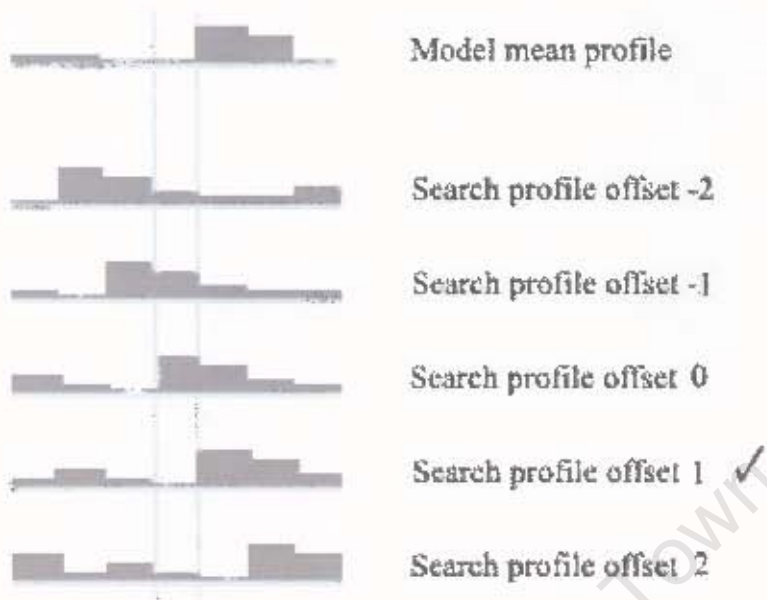 Model mean profile
Search profile offset -2
Search profile offset -1
Search profile offset 0
Search profile offset 1 ✓
Search profile offset 2
Town